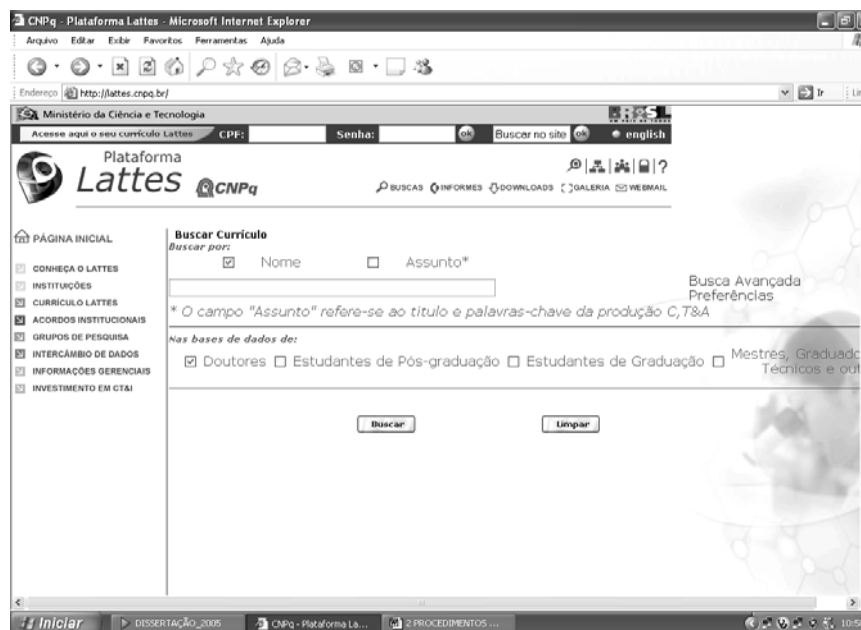 CNPq - Plataforma Lattes - Microsoft Internet Explorer
Arquivo Editar Exibir Favoritos Ferramentas Ajuda
Endereço http://lattes.cnpq.br/ Ir
Ministério da Ciência e Tecnologia
Acesse aqui o seu currículo Lattes CPF: Senha: ok Buscar no site ok english
Plataforma
Lattes CNPq
BUSCAS INFORMES DOWNLOADS GALERIA WEBMAIL
PÁGINA INICIAL
CONHEÇA O LATTES
INSTITUIÇÕES
CURRÍCULO LATTES
ACORDOS INSTITUCIONAIS
GRUPOS DE PESQUISA
INTERCÂMBIO DE DADOS
INFORMAÇÕES GERENCIAIS
INVESTIMENTO EM CT&I
Buscar Currículo
Buscar por:
Nome Assunto*
Busca Avançada
Preferências
* O campo "Assunto" refere-se ao título e palavras-chave da produção C,T&A
Nas bases de dados de:
Doutores Estudantes de Pós-graduação Estudantes de Graduação Mestres, Graduado
Técnicos e out
Buscar Limpar
Iniciar DISSERTAÇÃO_2005 CNPq - Plataforma La... 2 PROCEDIMENTOS ...